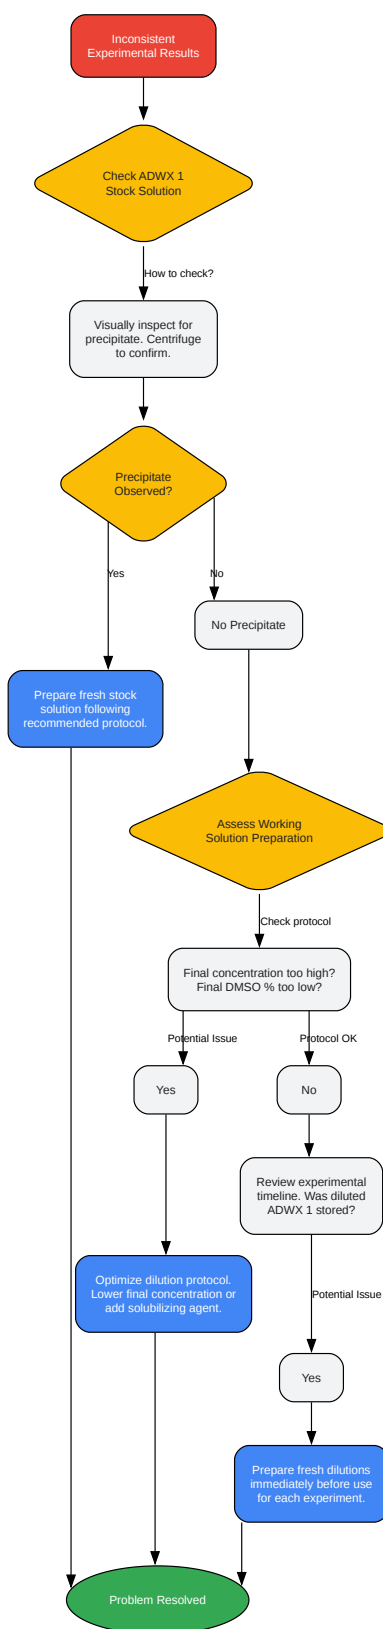 Inconsistent
Experimental Results
Check ADWX 1
Stock Solution
How to check?
Visually inspect for
precipitate. Centrifuge
to confirm.
Precipitate
Observed?
Yes
No
No Precipitate
Prepare fresh stock
solution following
recommended protocol.
Assess Working
Solution Preparation
Check protocol
Final concentration too high?
Final DMSO % too low?
Potential Issue
Protocol OK
Yes
No
Review experimental
timeline. Was diluted
ADWX 1 stored?
Optimize dilution protocol.
Lower final concentration or
add solubilizing agent.
Potential Issue
Yes
Prepare fresh dilutions
immediately before use
for each experiment.
Problem Resolved